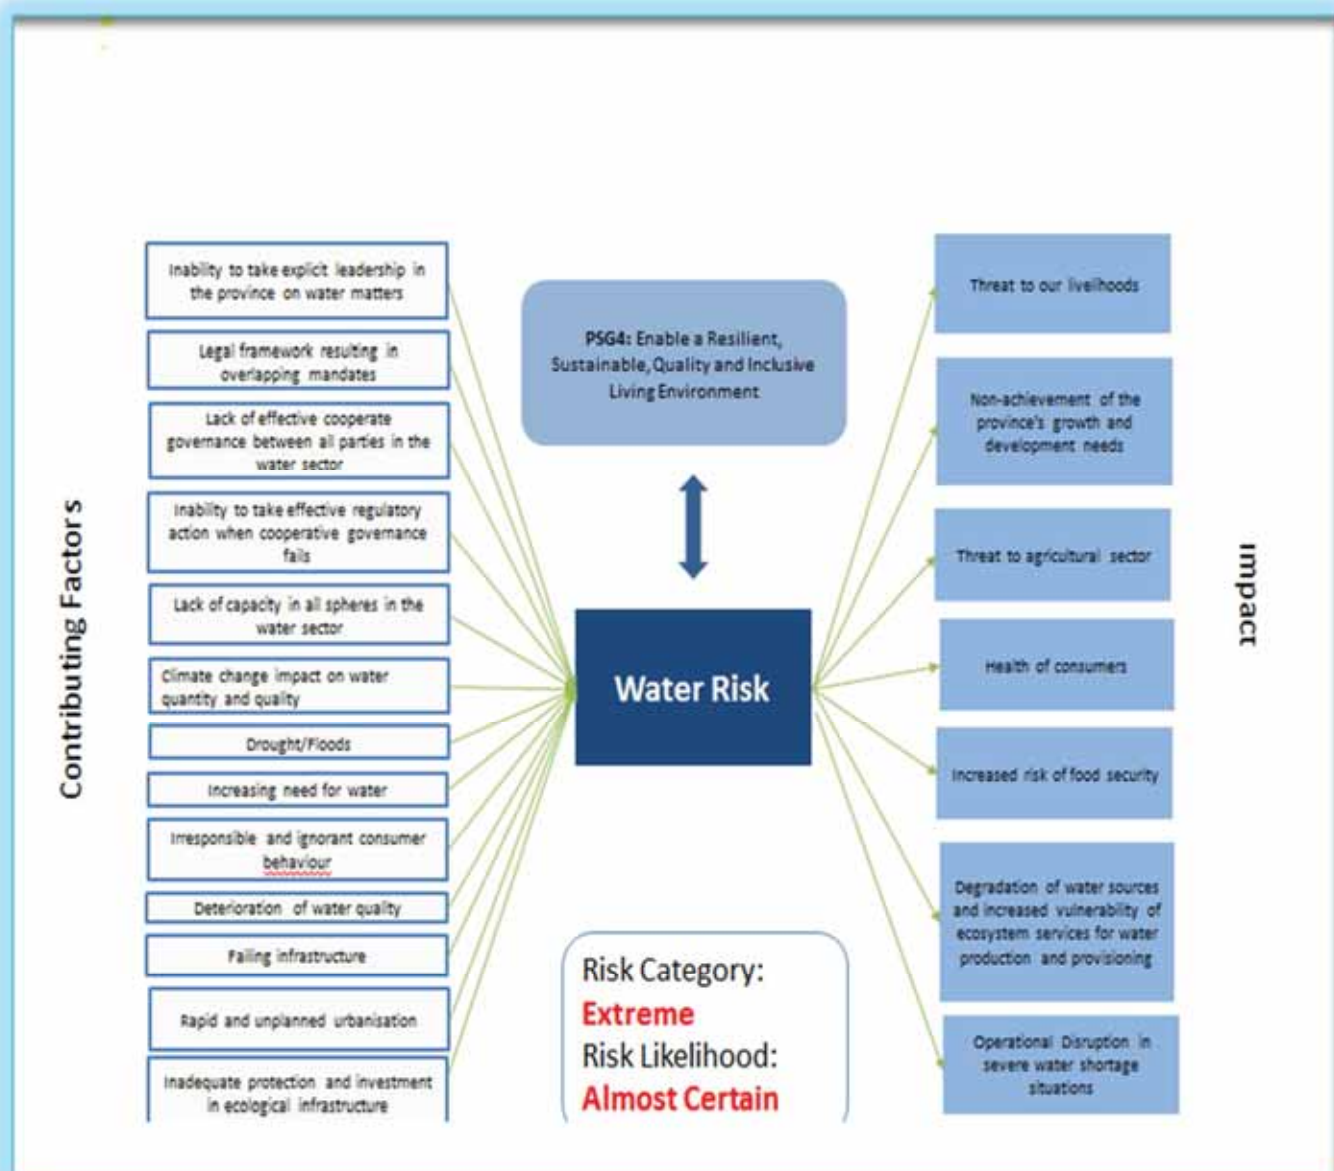 Contributing Factors
Inability to take explicit leadership in
the province on water matters
Legal framework resulting in
overlapping mandates
Lack of effective cooperate
governance between all parties in the
water sector
Inability to take effective regulatory
action when cooperative governance
fails
Lack of capacity in all spheres in the
water sector
Climate change impact on water
quantity and quality
Drought/Floods
Increasing need for water
Irresponsible and ignorant consumer
behaviour
Deterioration of water quality
Failing infrastructure
Rapid and unplanned urbanisation
Inadequate protection and investment
in ecological infrastructure
PSG4: Enable a Resilient,
Sustainable, Quality and Inclusive
Living Environment
Water Risk
Risk Category:
Extreme
Risk Likelihood:
Almost Certain
Threat to our livelihoods
Non-achievement of the
province's growth and
development needs
Threat to agricultural sector
Health of consumers
Increased risk of food security
Degradation of water sources
and increased vulnerability of
ecosystem services for water
production and provisioning
Operational Disruption in
severe water shortage
situations
Impact